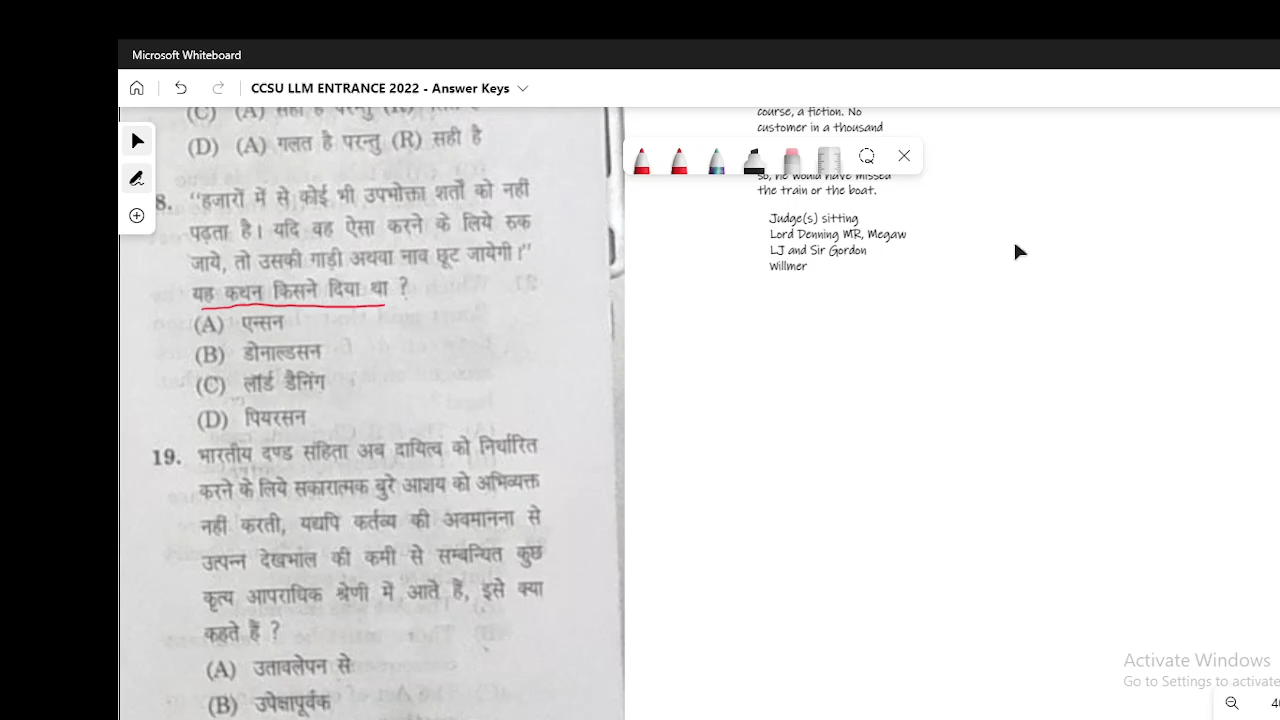 Microsoft Whiteboard
CCSU LLM ENTRANCE 2022 - Answer Keys
(C) (A) सही है परन्तु (R) गलत है
(D) (A) गलत है परन्तु (R) सही है
8. "हजारों में से कोई भी उपभोक्ता शर्तों को नहीं
पढ़ता है। यदि वह ऐसा करने के लिये रुक
जाये, तो उसकी गाड़ी अथवा नाव छूट जायेगी।"
यह कथन किसने दिया था ?
(A) एन्सन
(B) डोनाल्डसन
(C) लॉर्ड डैनिंग
(D) पियरसन
19. भारतीय दण्ड संहिता अब दायित्व को निर्धारित
करने के लिये सकारात्मक बुरे आशय को अभिव्यक्त
नहीं करती, यद्यपि कर्तव्य की अवमानना से
उत्पन्न देखभाल की कमी से सम्बन्धित कुछ
कृत्य आपराधिक श्रेणी में आते हैं, इसे क्या
कहते हैं ?
(A) उतावलेपन से
(B) उपेक्षापूर्वक
course, a fiction. No
customer in a thousand
so, he would have missed
the train or the boat.
Judge(s) sitting
Lord Denning MR, Megaw
LJ and Sir Gordon
Willmer
Activate Windows
Go to Settings to activate